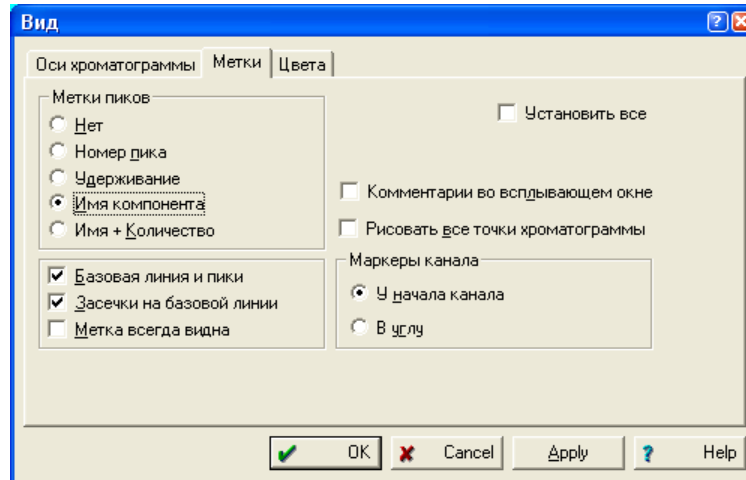 Вид
Оси хроматограммы Метки Цвета
Метки пиков
Нет
Номер пика
Удерживание
Имя компонента
Имя + Количество
Установить все
Комментарии во всплывающем окне
Рисовать все точки хроматограммы
Базовая линия и пики
Засечки на базовой линии
Метка всегда видна
Маркеры канала
У начала канала
В углу
OK Cancel Apply ? Help